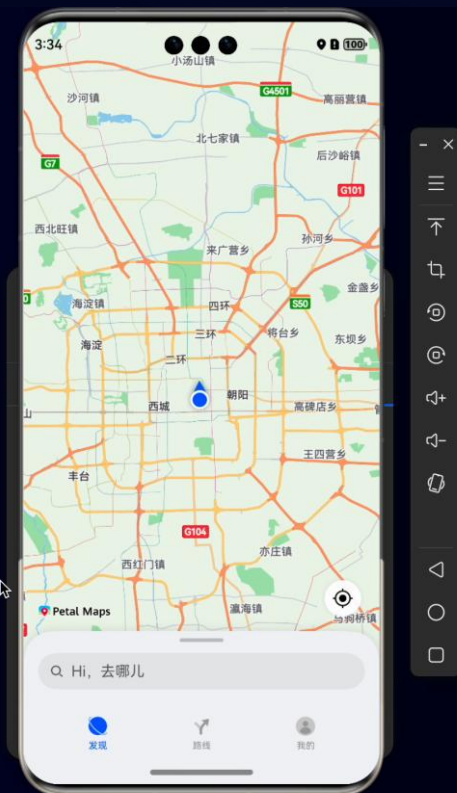 3:34
100
小汤山镇
沙河镇
G4501
高丽营镇
北七家镇
后沙峪镇
G7
G101
西北旺镇
孙河乡
来广营乡
金盏乡
海淀镇
四环
S50
三环
将台乡
东坝乡
海淀
二环
朝阳
西城
高碑店乡
王四营乡
丰台
G104
亦庄镇
西红门镇
Petal Maps
瀛海镇
马驹桥镇
Hi，去哪儿
发现
路线
我的